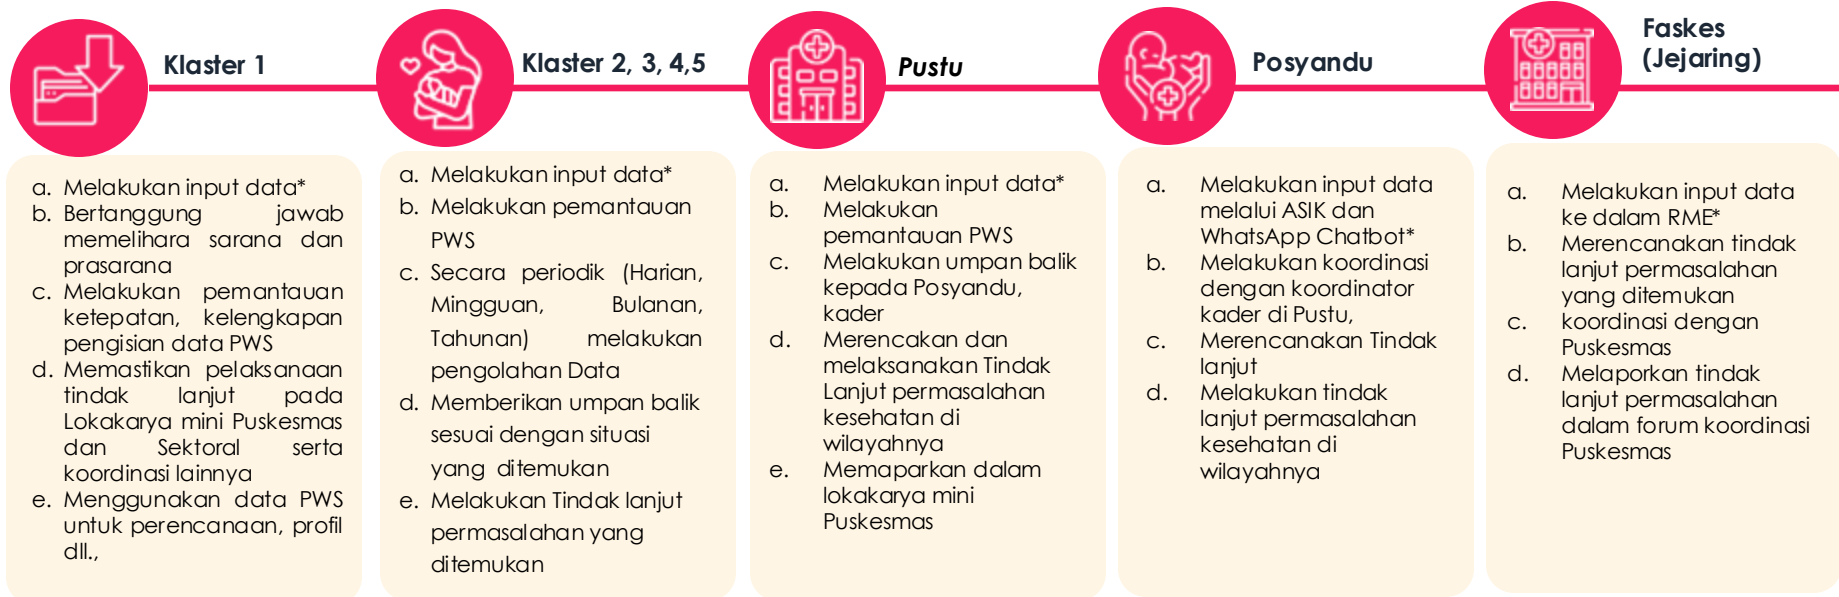 Klaster 1
a. Melakukan input data*
b. Bertanggung jawab
memelihara sarana dan
prasarana
c. Melakukan pemantauan
ketepatan, kelengkapan
pengisian data PWS
d. Memastikan pelaksanaan
tindak lanjut pada
Lokakarya mini Puskesmas
dan Sektoral serta
koordinasi lainnya
e. Menggunakan data PWS
untuk perencanaan, profil
dll.,
Klaster 2, 3, 4,5
a. Melakukan input data*
b. Melakukan pemantauan
PWS
c. Secara periodik (Harian,
Mingguan, Bulanan,
Tahunan) melakukan
pengolahan Data
d. Memberikan umpan balik
sesuai dengan situasi
yang ditemukan
e. Melakukan Tindak lanjut
permasalahan yang
ditemukan
Pustu
a. Melakukan input data*
b. Melakukan
pemantauan PWS
c. Melakukan umpan balik
kepada Posyandu,
kader
d. Merencakan dan
melaksanakan Tindak
Lanjut permasalahan
kesehatan di
wilayahnya
e. Memaparkan dalam
lokakarya mini
Puskesmas
Posyandu
a. Melakukan input data
melalui ASIK dan
WhatsApp Chatbot*
b. Melakukan koordinasi
dengan koordinator
kader di Pustu,
c. Merencanakan Tindak
lanjut
d. Melakukan tindak
lanjut permasalahan
kesehatan di
wilayahnya
Faskes
(Jejaring)
a. Melakukan input data
ke dalam RME*
b. Merencanakan tindak
lanjut permasalahan
yang ditemukan
c. koordinasi dengan
Puskesmas
d. Melaporkan tindak
lanjut permasalahan
dalam forum koordinasi
Puskesmas